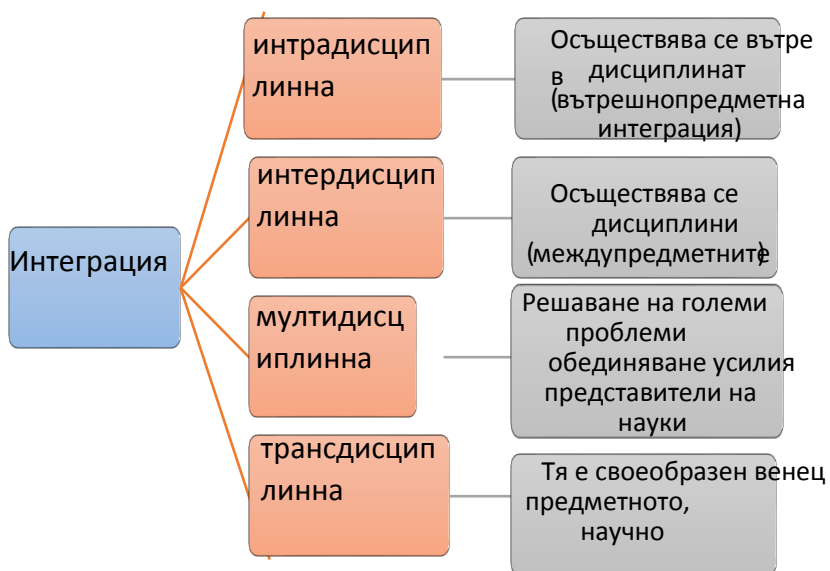 Интеграция
интрадисцип
линна
Осъществява се вътре
в дисциплинат
(вътрешнопредметна
интеграция)
интердисцип
линна
Осъществява се
дисциплини
(междупредметните)
мултидисц
иплинна
Решаване на големи
проблеми
обединяване усилия
представители на
науки
трансдисцип
линна
Тя е своеобразен венец
предметното,
научно